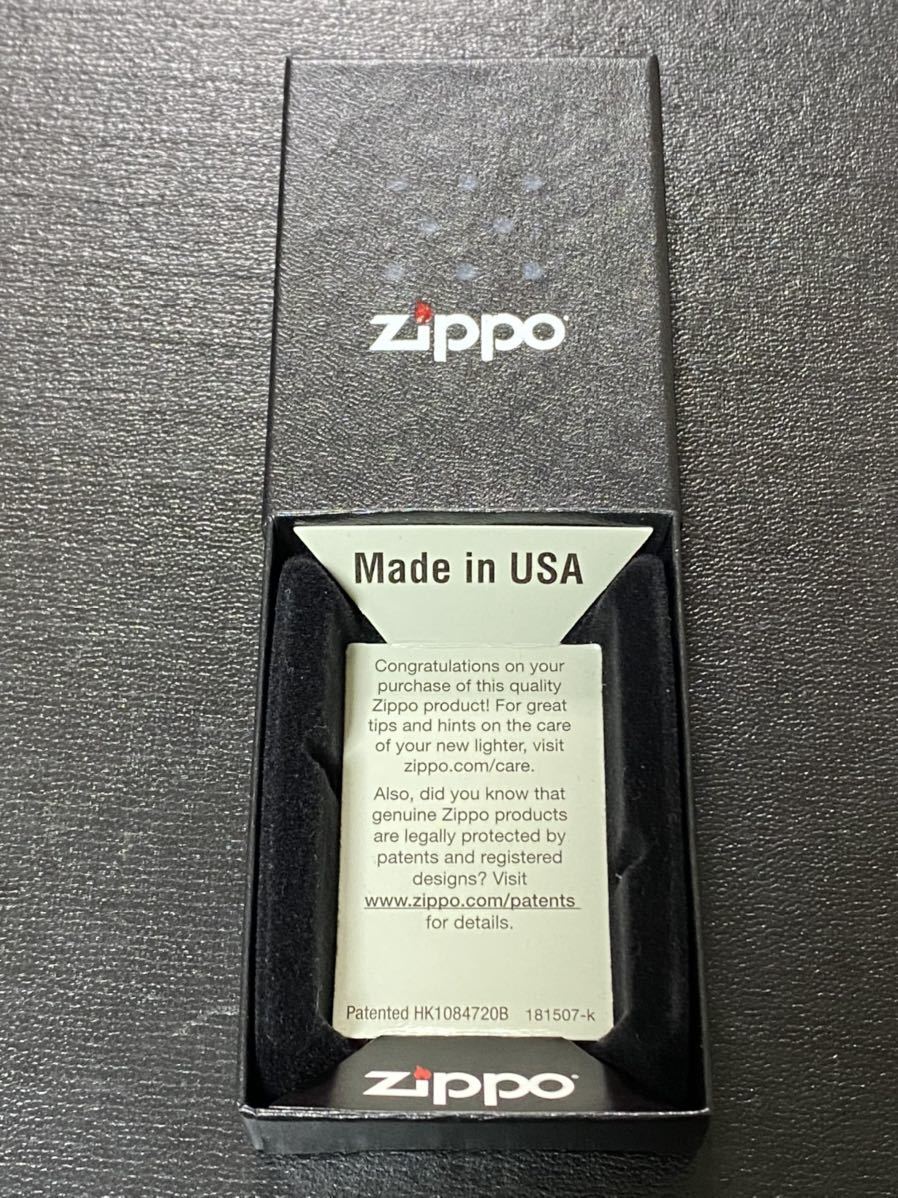 Zippo
Made in USA
Congratulations on your
purchase of this quality
Zippo product! For great
tips and hints on the care
of your new lighter, visit
zippo.com/care.
Also, did you know that
genuine Zippo products
are legally protected by
patents and registered
designs? Visit
www.zippo.com/patents
for details.
Patented HK1084720B 181507-k
Zippo